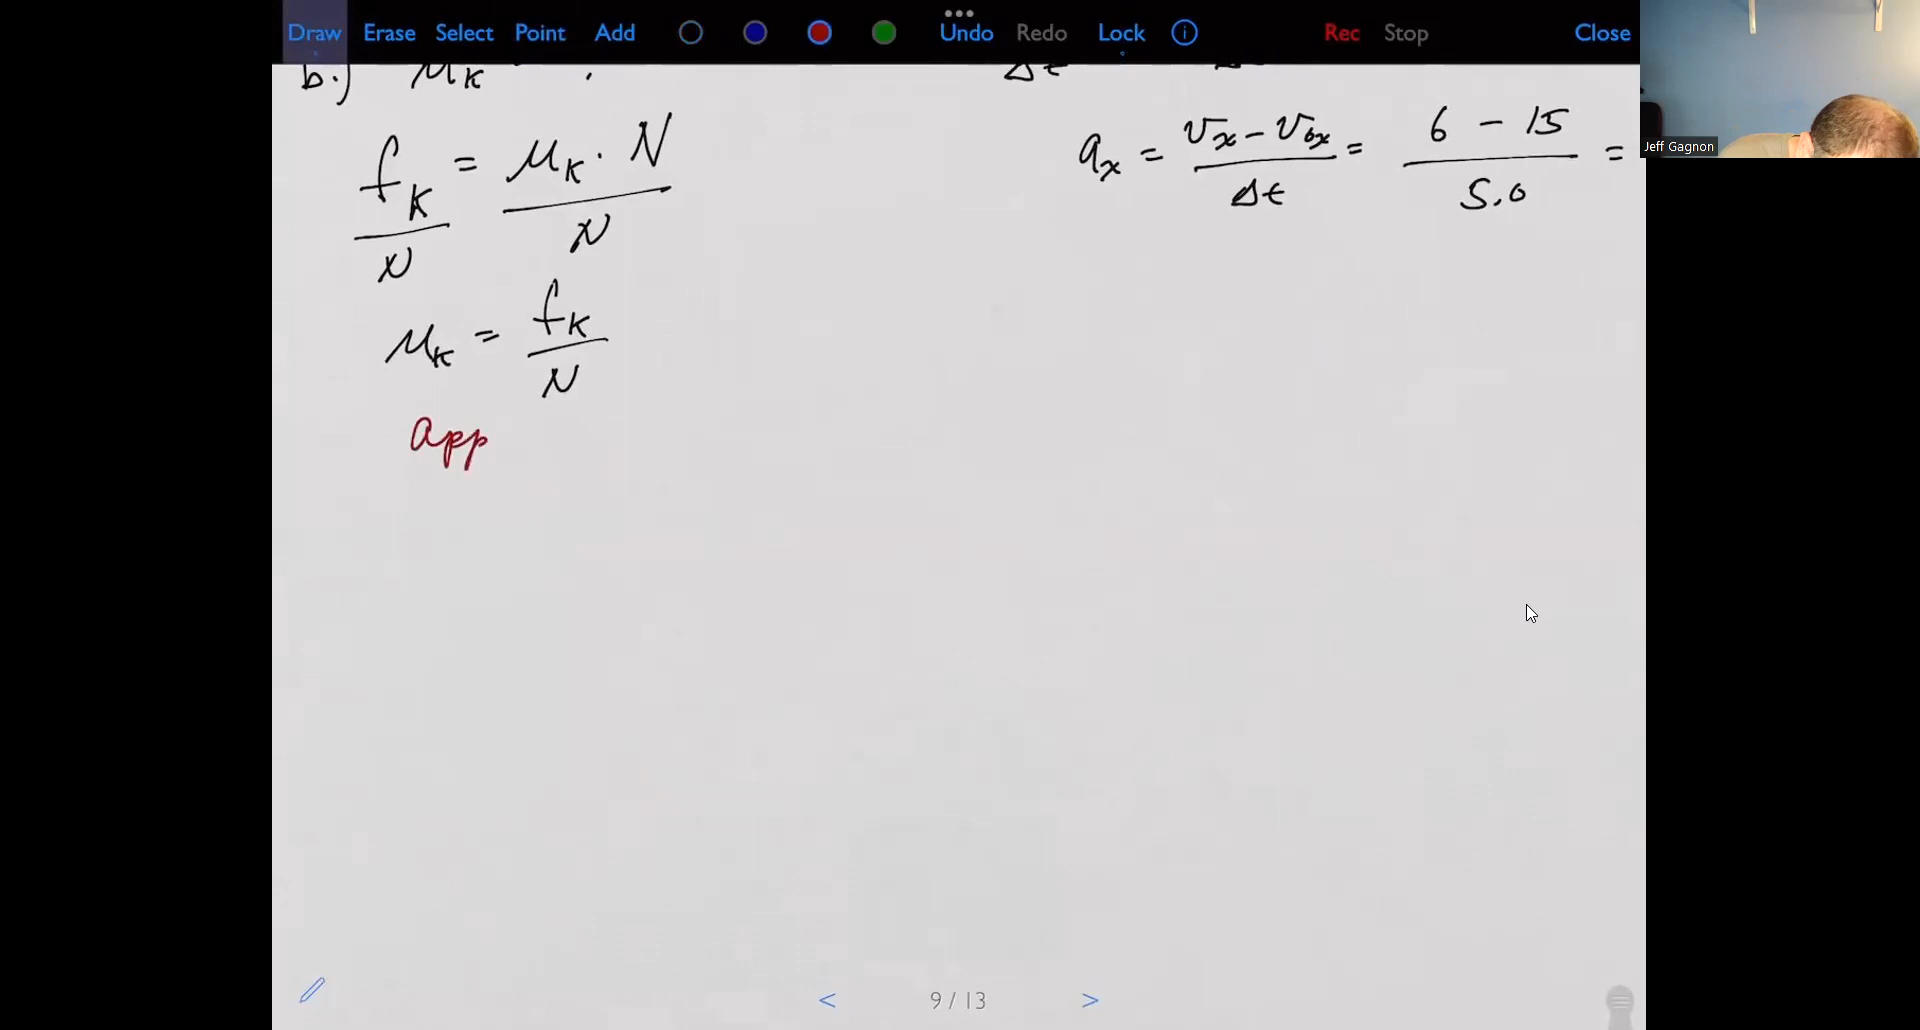 Draw Erase Select Point Add Undo Redo Lock Rec Stop Close
Jeff Gagnon
b.) μk
Δt
fk/N = μk · N/N
μk = fk/N
app
ax = vx - v0x/Δt = 6 - 15/5.0 =
< 9 / 13 >